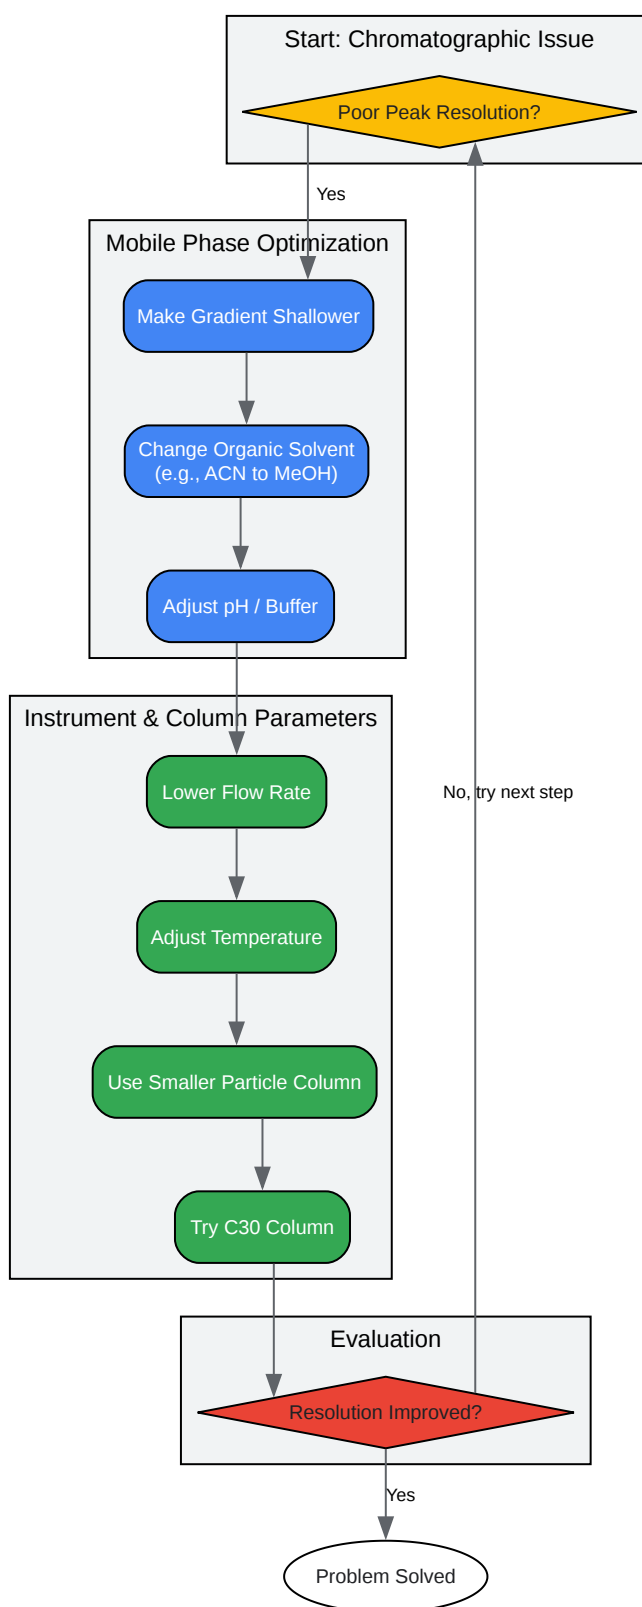 Start: Chromatographic Issue
Poor Peak Resolution?
Yes
Mobile Phase Optimization
Make Gradient Shallower
Change Organic Solvent
(e.g., ACN to MeOH)
Adjust pH / Buffer
Instrument & Column Parameters
Lower Flow Rate
No, try next step
Adjust Temperature
Use Smaller Particle Column
Try C30 Column
Evaluation
Resolution Improved?
Yes
Problem Solved